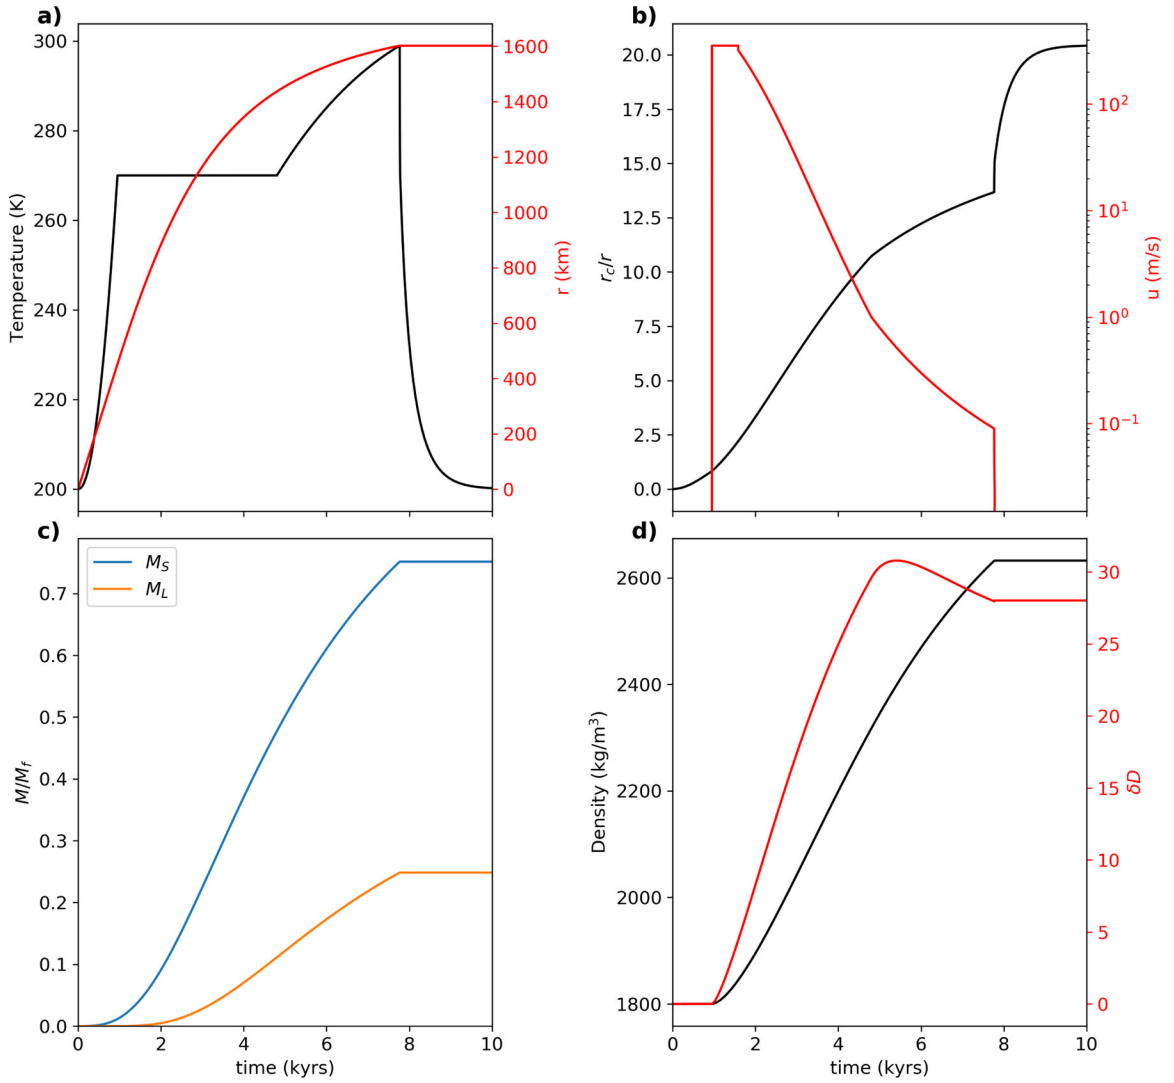 a)
300
280
260
240
220
200
Temperature (K)
1600
1400
1200
1000
800
600
400
200
0
r (km)
b)
20.0
17.5
15.0
12.5
10.0
7.5
5.0
2.5
0.0
r_c/r
10^2
10^1
10^0
10^−1
u (m/s)
c)
M_S
M_L
0.7
0.6
0.5
0.4
0.3
0.2
0.1
0.0
M/M_f
0 2 4 6 8 10
time (kyrs)
d)
2600
2400
2200
2000
1800
Density (kg/m³)
30
25
20
15
10
5
0
δD
0 2 4 6 8 10
time (kyrs)